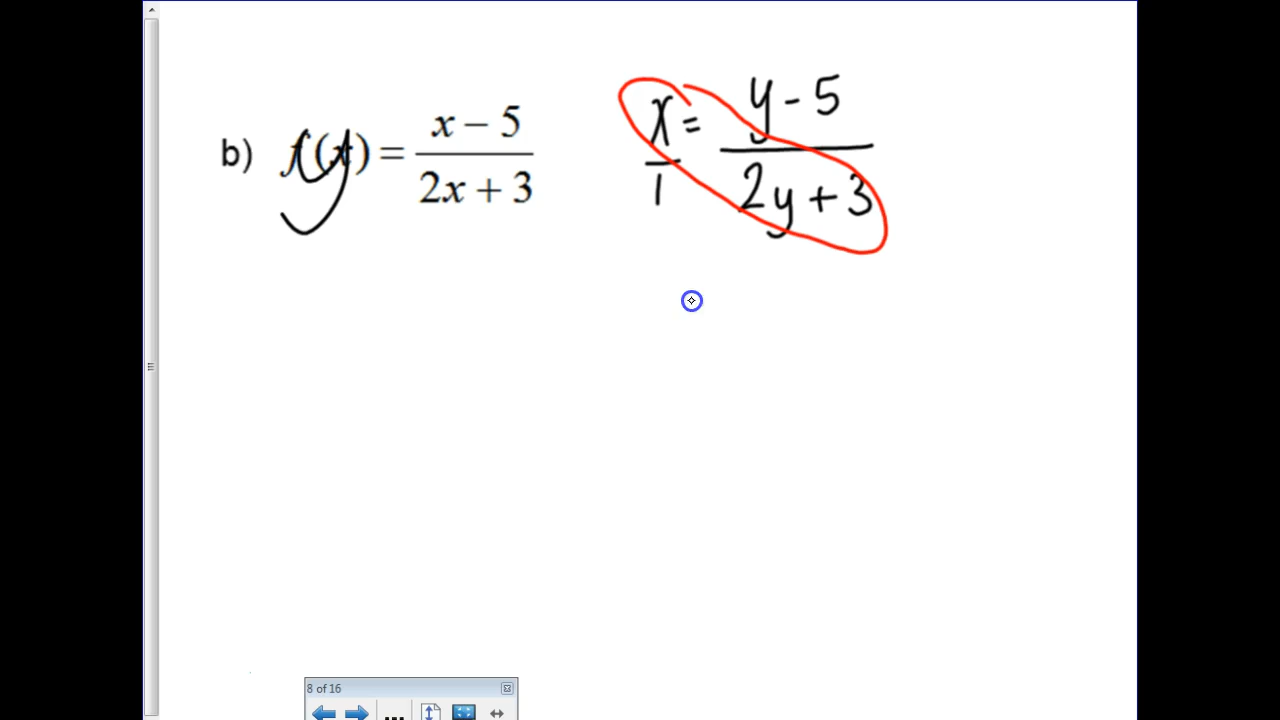 b) f(x) = (x − 5)/(2x + 3)
y
x/1 = (y - 5)/(2y + 3)
8 of 16